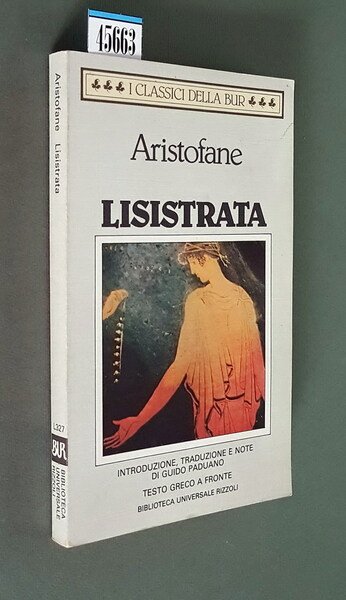 45663
I CLASSICI DELLA BUR
Aristofane
LISISTRATA
INTRODUZIONE, TRADUZIONE E NOTE
DI GUIDO PADUANO
TESTO GRECO A FRONTE
BIBLIOTECA UNIVERSALE RIZZOLI
Aristofane Lisistrata
L327
BUR
BIBLIOTECA
UNIVERSALE
RIZZOLI